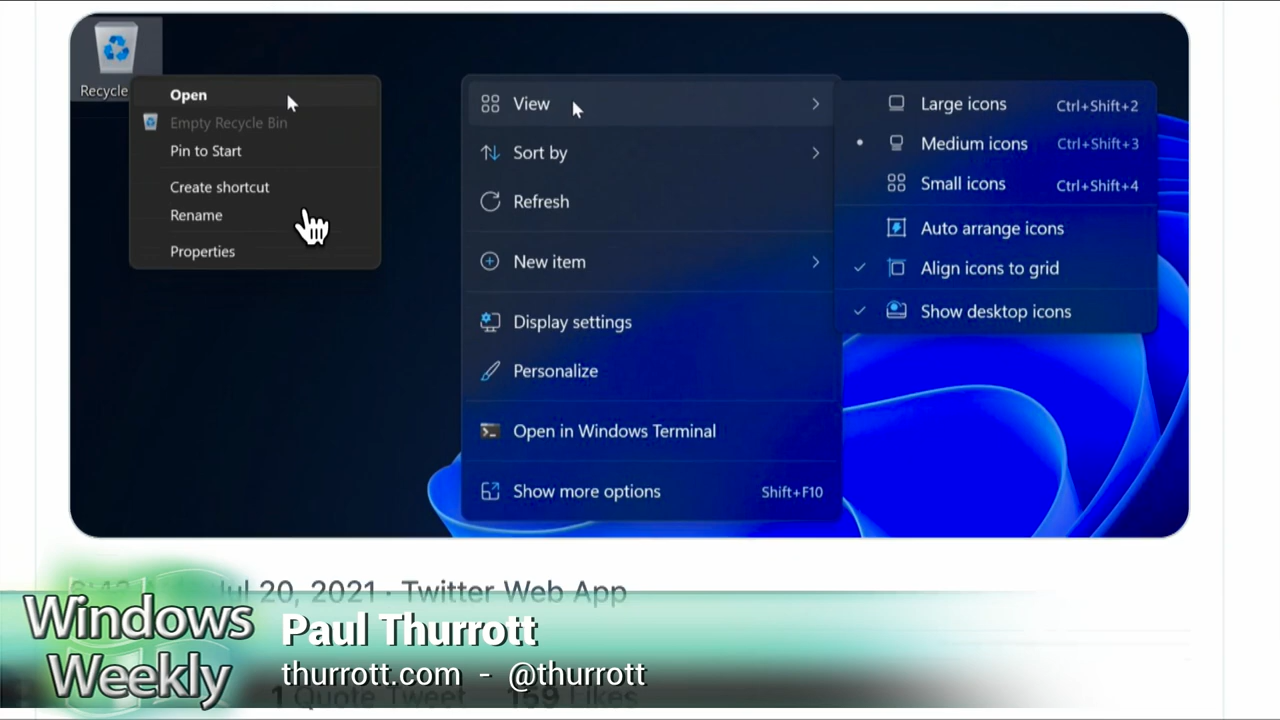 Recycle
Open
Empty Recycle Bin
Pin to Start
Create shortcut
Rename
Properties
View
Sort by
Refresh
New item
Display settings
Personalize
Open in Windows Terminal
Show more options Shift+F10
Large icons Ctrl+Shift+2
Medium icons Ctrl+Shift+3
Small icons Ctrl+Shift+4
Auto arrange icons
Align icons to grid
Show desktop icons
20, 2021 · Twitter Web App
Windows
Weekly
Paul Thurrott
thurrott.com - @thurrott
1 Quote Tweet 159 Likes